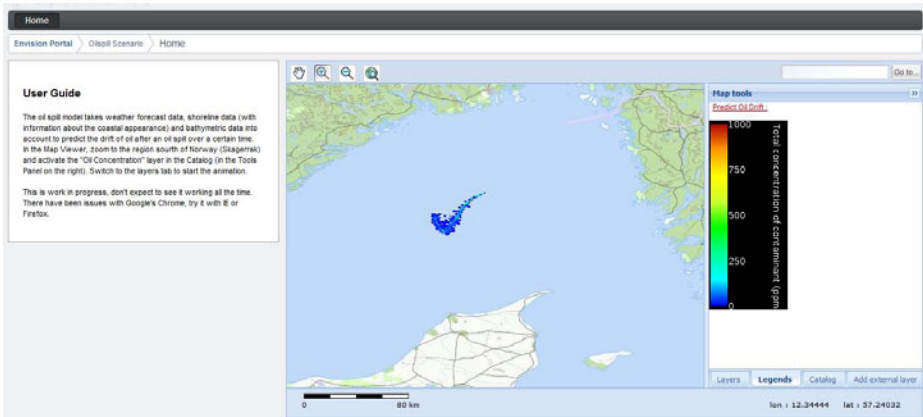 Home
Envision Portal
Oilspill Scenario
Home
User Guide
The oil spill model takes weather forecast data, shoreline data (with
information about the coastal appearance) and bathymetric data into
account to predict the drift of oil after an oil spill over a certain time.
In the Map Viewer, zoom to the region sourth of Norway (Skagerrak)
and activate the "Oil Concentration" layer in the Catalog (in the Tools
Panel on the right). Switch to the layers tab to start the animation.
This is work in progress, don't expect to see it working all the time.
There have been issues with Google's Chrome, try it with IE or
Firefox.
Go to...
Map tools
Predict Oil Drift :
1000
750
500
250
0
Total concentration of contaminant (ppm
Layers
Legends
Catalog
Add external layer
0
80 km
lon : 12.34444
lat : 57.24032